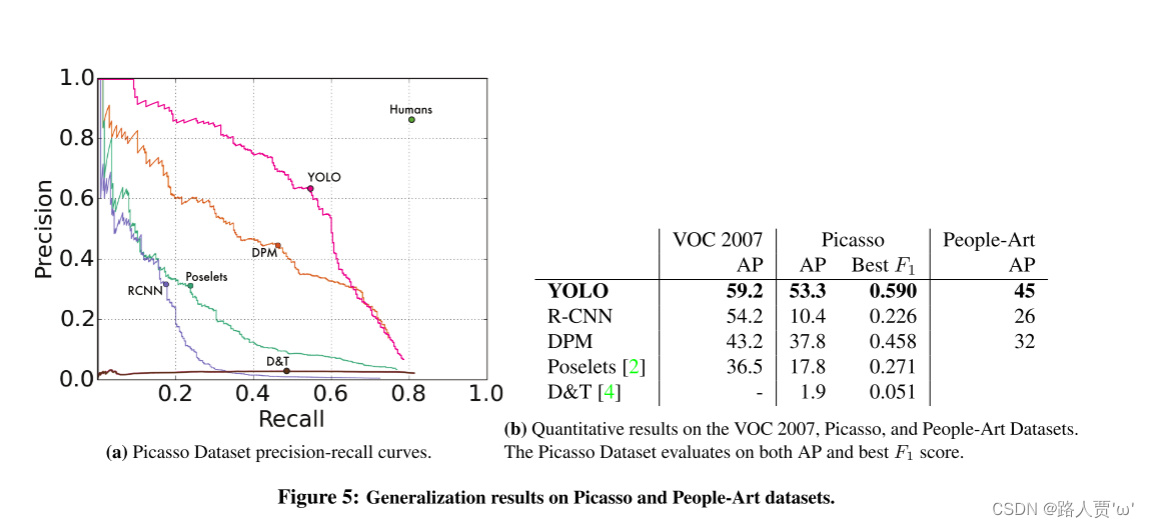 1.0
0.8
0.6
0.4
0.2
0.0
Precision
Humans
YOLO
DPM
Poselets
RCNN
D&T
0.2 0.4 0.6 0.8 1.0
Recall
(a) Picasso Dataset precision-recall curves.
VOC 2007 Picasso People-Art
AP AP Best F1 AP
YOLO 59.2 53.3 0.590 45
R-CNN 54.2 10.4 0.226 26
DPM 43.2 37.8 0.458 32
Poselets [2] 36.5 17.8 0.271
D&T [4] - 1.9 0.051
(b) Quantitative results on the VOC 2007, Picasso, and People-Art Datasets.
The Picasso Dataset evaluates on both AP and best F1 score.
Figure 5: Generalization results on Picasso and People-Art datasets.
CSDN @路人贾'ω'